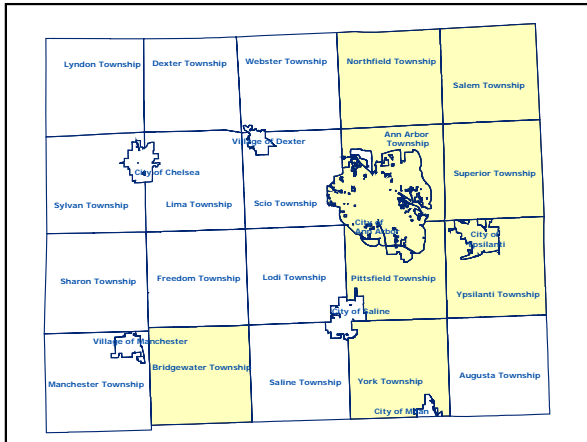 Lyndon Township
Dexter Township
Webster Township
Northfield Township
Salem Township
Village of Dexter
Ann Arbor
Township
City of Chelsea
Superior Township
Sylvan Township
Lima Township
Scio Township
City of
Ann Arbor
City of
Ypsilanti
Sharon Township
Freedom Township
Lodi Township
Pittsfield Township
Ypsilanti Township
City of Saline
Village of Manchester
Bridgewater Township
Manchester Township
Saline Township
York Township
Augusta Township
City of Milan